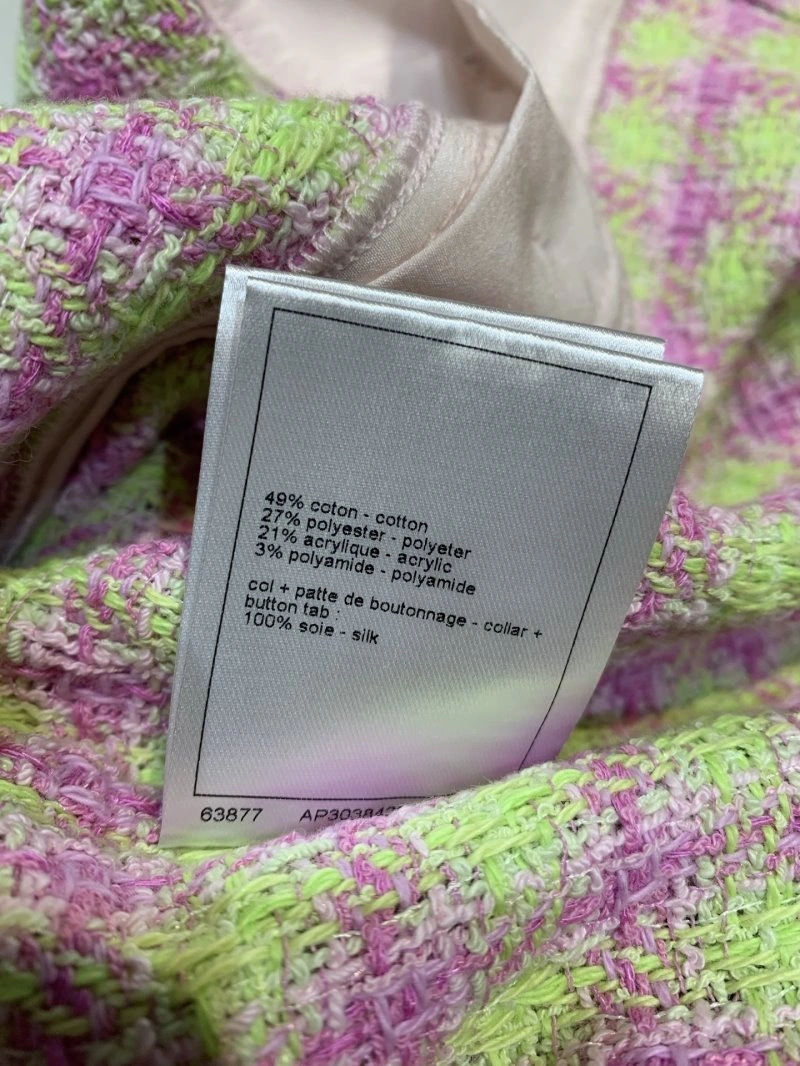 49% coton - cotton
27% polyester - polyeter
21% acrylique - acrylic
3% polyamide - polyamide
col + patte de boutonnage - collar +
button tab :
100% soie - silk
63877